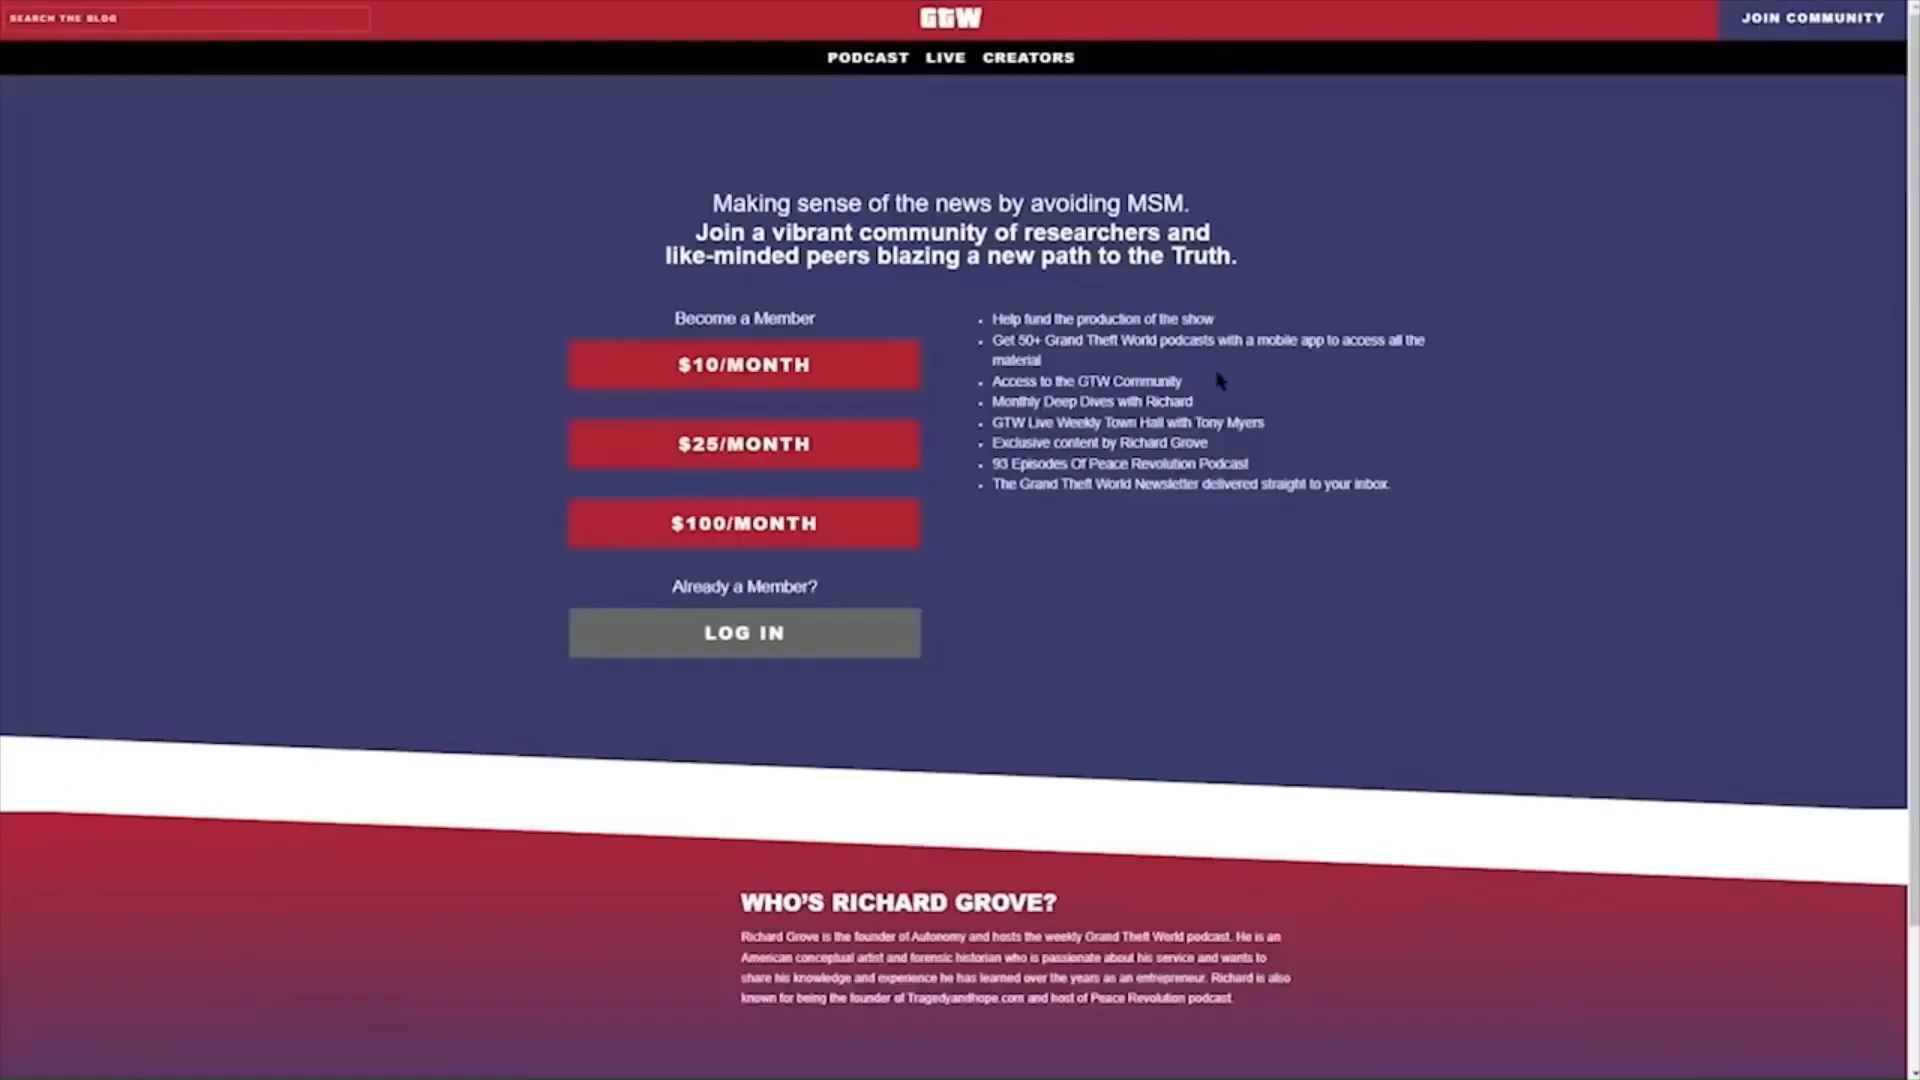 SEARCH THE BLOG
GTW
JOIN COMMUNITY
PODCAST LIVE CREATORS
Making sense of the news by avoiding MSM.
Join a vibrant community of researchers and
like-minded peers blazing a new path to the Truth.
Become a Member
$10/MONTH
$25/MONTH
$100/MONTH
Already a Member?
LOG IN
Help fund the production of the show
Get 50+ Grand Theft World podcasts with a mobile app to access all the
material
Access to the GTW Community
Monthly Deep Dives with Richard
GTW Live Weekly Town Hall with Tony Myers
Exclusive content by Richard Grove
93 Episodes Of Peace Revolution Podcast
The Grand Theft World Newsletter delivered straight to your inbox.
WHO'S RICHARD GROVE?
Richard Grove is the founder of Autonomy and hosts the weekly Grand Theft World podcast. He is an
American conceptual artist and forensic historian who is passionate about his service and wants to
share his knowledge and experience he has learned over the years as an entrepreneur. Richard is also
known for being the founder of Tragedyandhope.com and host of Peace Revolution podcast.